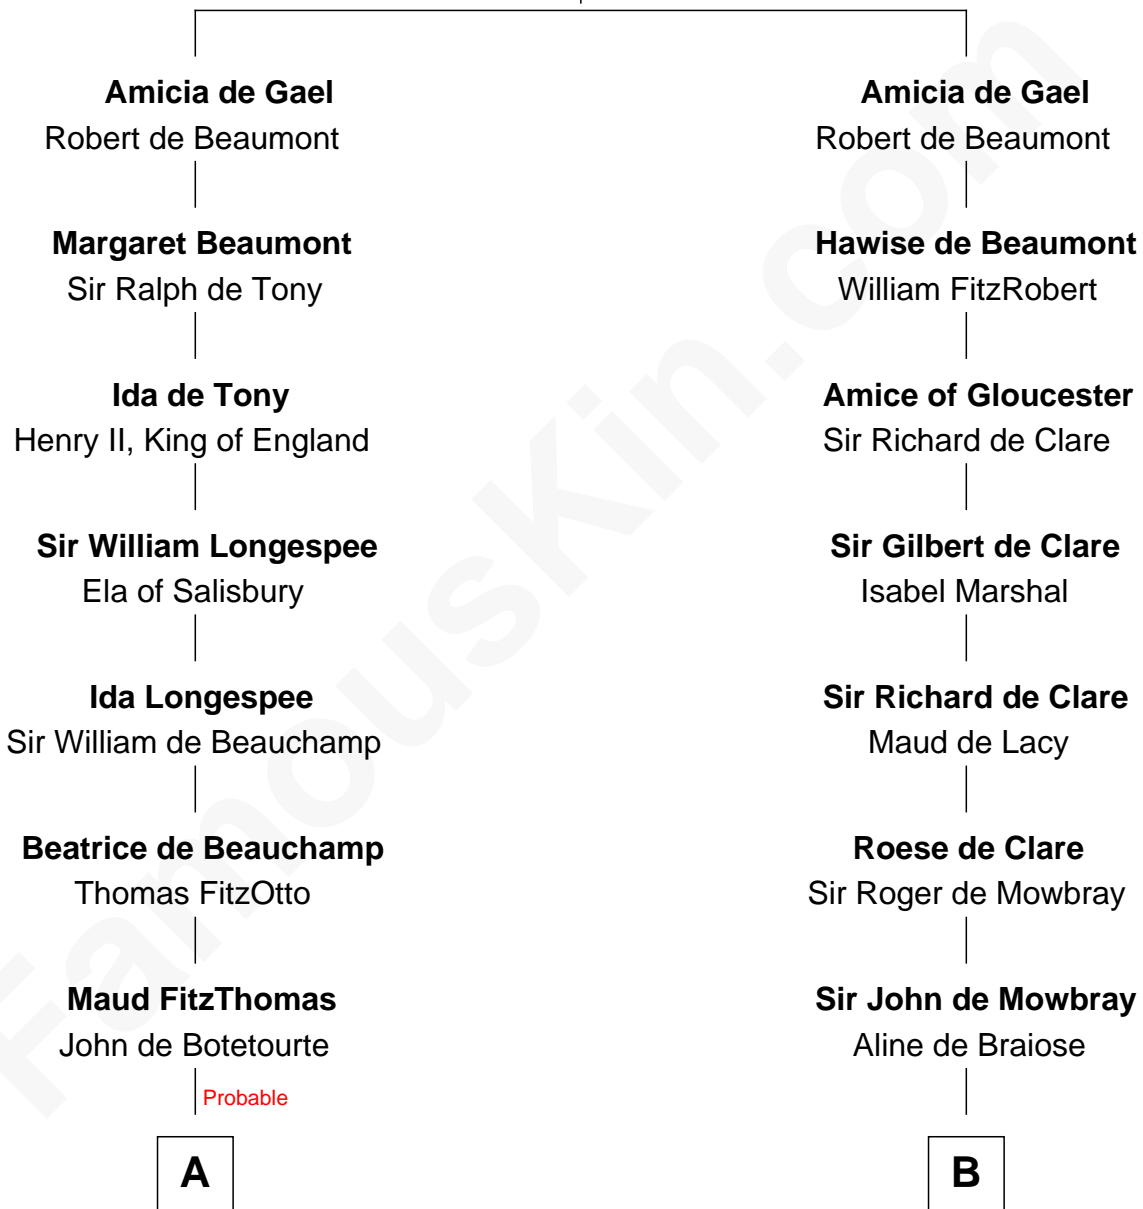 Amicia de Gael
Robert de Beaumont
Margaret Beaumont
Sir Ralph de Tony
Ida de Tony
Henry II, King of England
Sir William Longespee
Ela of Salisbury
Ida Longespee
Sir William de Beauchamp
Beatrice de Beauchamp
Thomas FitzOtto
Maud FitzThomas
John de Botetourte
Probable
A
Amicia de Gael
Robert de Beaumont
Hawise de Beaumont
William FitzRobert
Amice of Gloucester
Sir Richard de Clare
Sir Gilbert de Clare
Isabel Marshal
Sir Richard de Clare
Maud de Lacy
Roese de Clare
Sir Roger de Mowbray
Sir John de Mowbray
Aline de Braiose
B
FamousKin.com